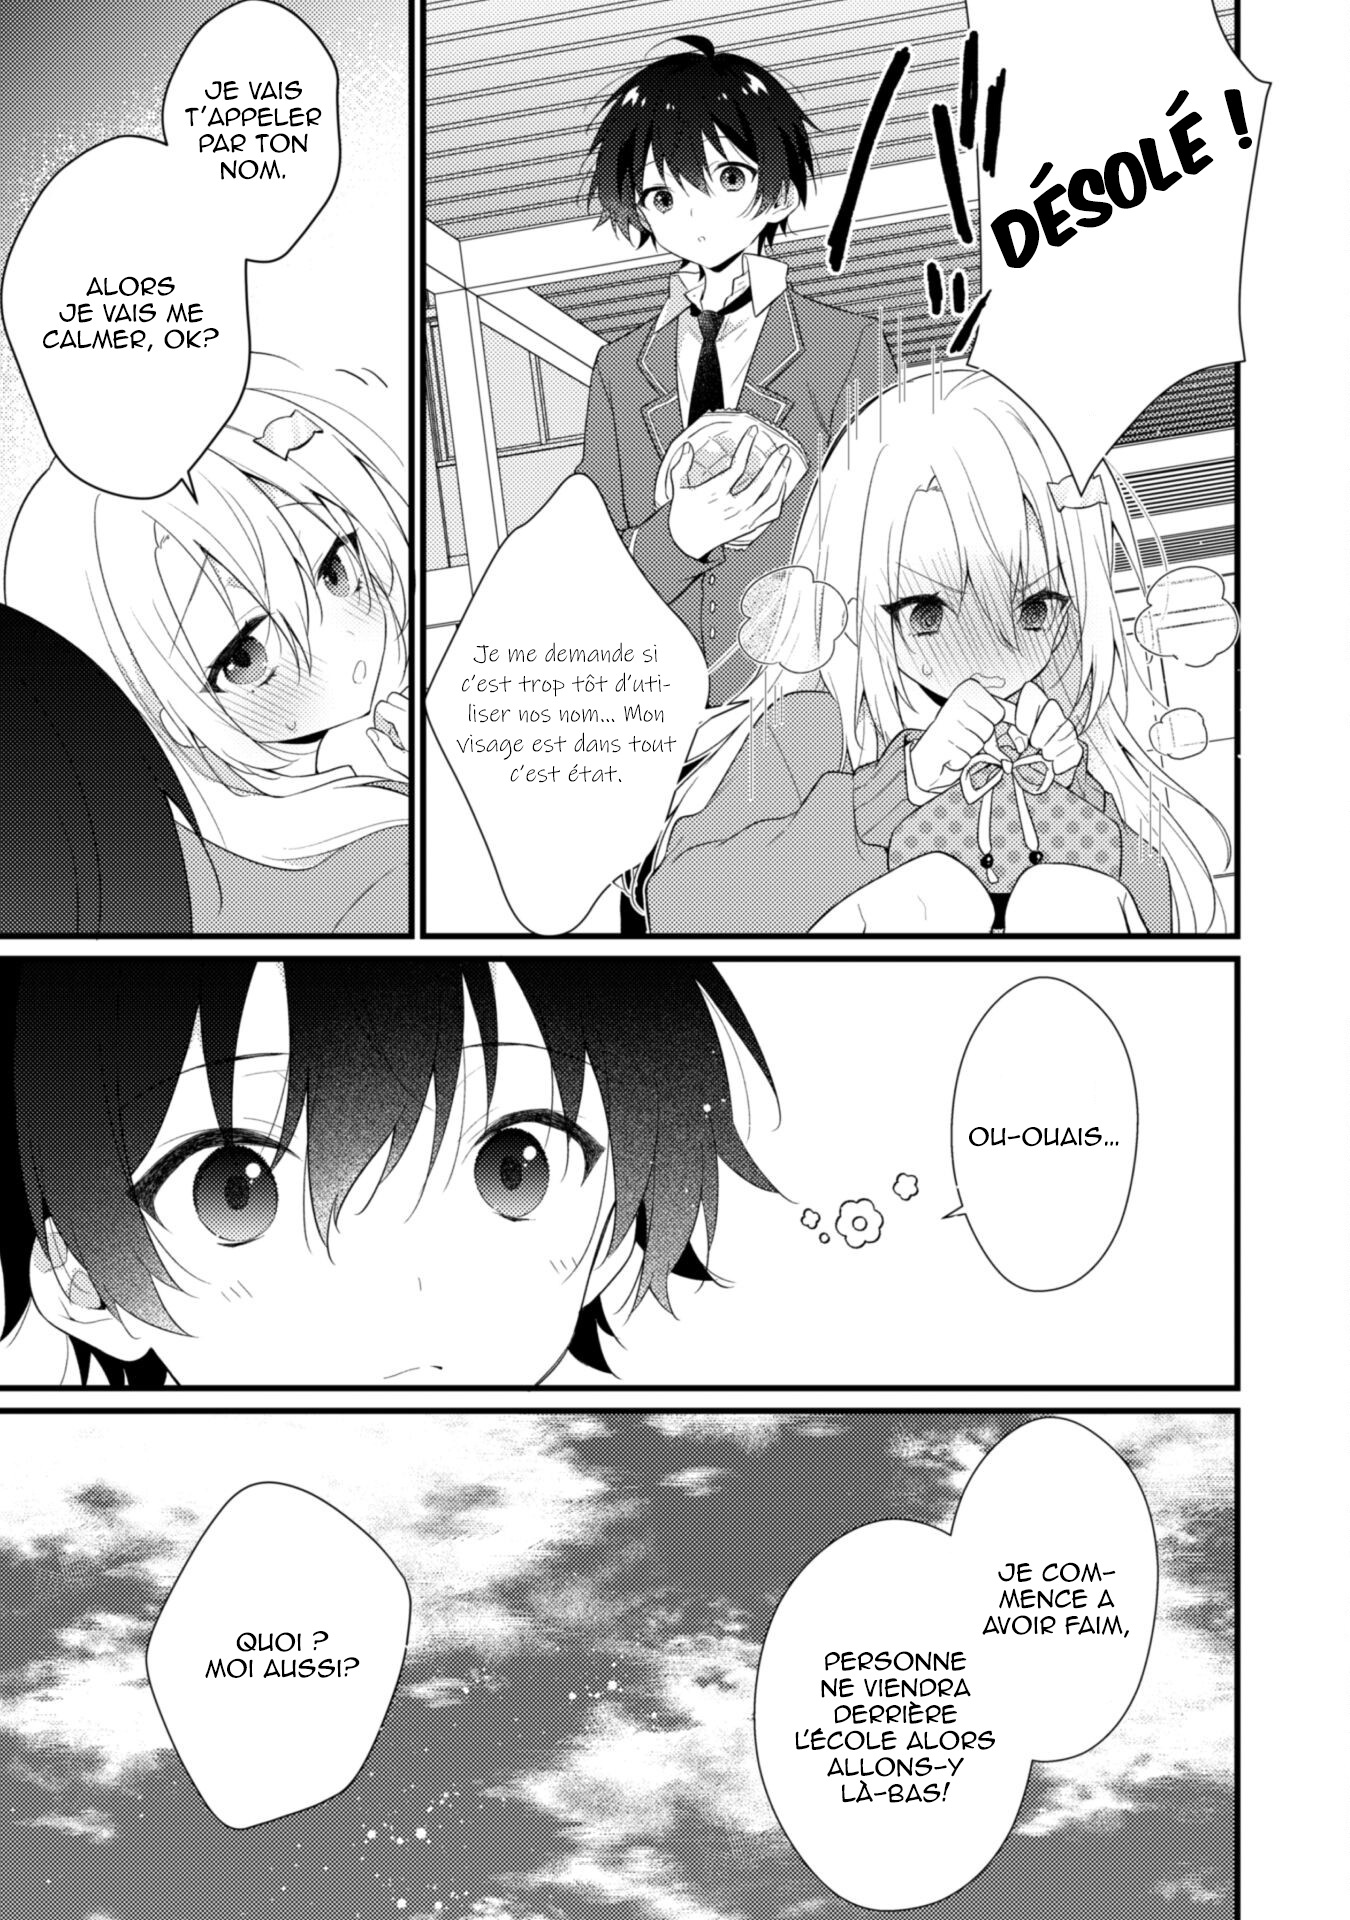 DÉSOLÉ !
Je me demande si
c'est trop tôt d'uti-
liser nos nom... Mon
visage est dans tout
c'est état.
JE VAIS
T'APPELER
PAR TON
NOM.
ALORS
JE VAIS ME
CALMER, OK?
OU-OUAIS...
JE COM-
MENCE A
AVOIR FAIM,
PERSONNE
NE VIENDRA
DERRIÈRE
L'ÉCOLE ALORS
ALLONS-Y
LÀ-BAS!
QUOI ?
MOI AUSSI?